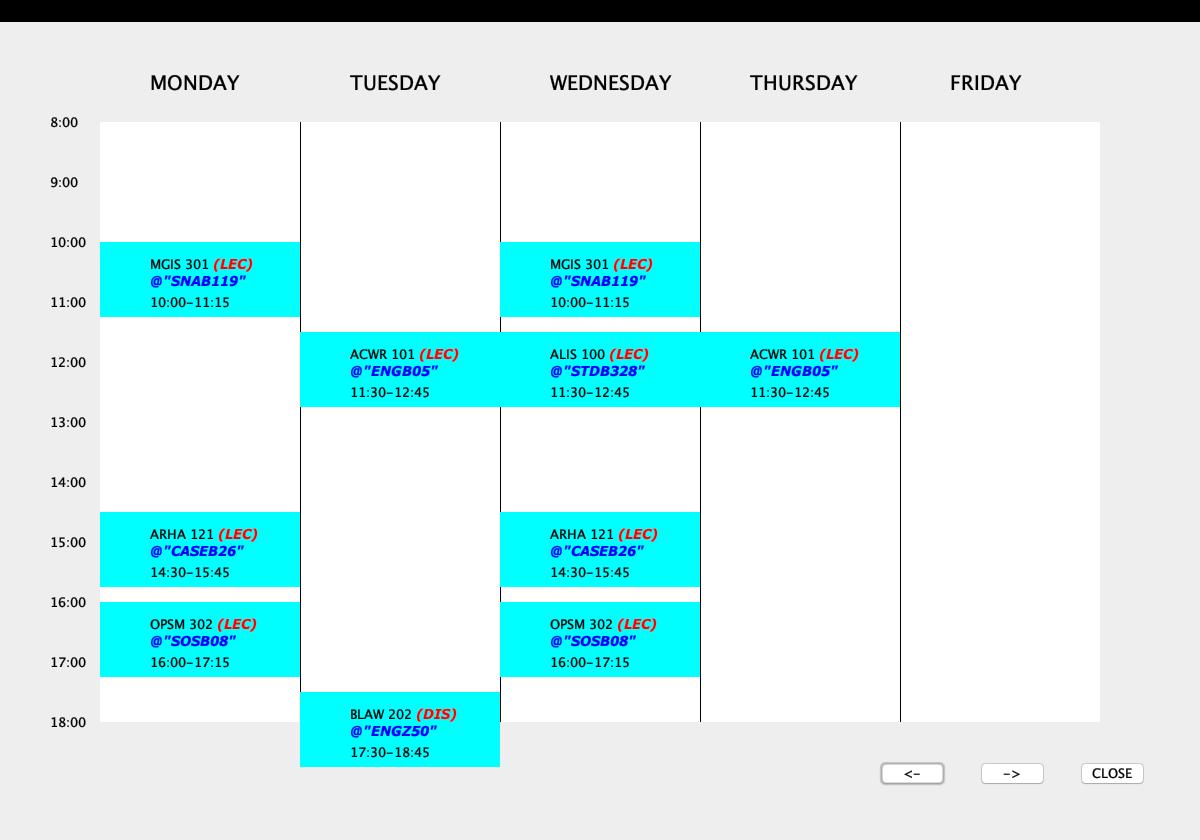 MONDAY TUESDAY WEDNESDAY THURSDAY FRIDAY
8:00
9:00
10:00
MGIS 301 (LEC) MGIS 301 (LEC)
@"SNAB119" @"SNAB119"
11:00 10:00-11:15 10:00-11:15
ACWR 101 (LEC) ALIS 100 (LEC) ACWR 101 (LEC)
12:00
@"ENGB05" @"STDB328" @"ENGB05"
11:30-12:45 11:30-12:45 11:30-12:45
13:00
14:00
ARHA 121 (LEC) ARHA 121 (LEC)
15:00
@"CASEB26" @"CASEB26"
14:30-15:45 14:30-15:45
16:00
OPSM 302 (LEC) OPSM 302 (LEC)
@"SOSB08" @"SOSB08"
17:00 16:00-17:15 16:00-17:15
BLAW 202 (DIS)
18:00
@"ENGZ50"
17:30-18:45
<- -> CLOSE